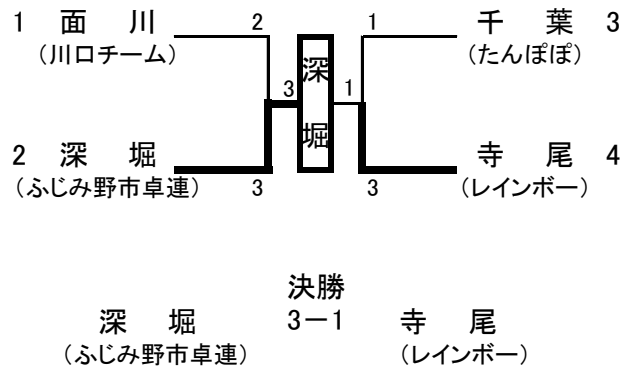 1 面 川 2 1 千 葉 3
(川口チーム) (たんぽぽ)
深
3 1
堀
2 深 堀 寺 尾 4
(ふじみ野市卓連) 3 3 (レインボー)
決勝
深 堀 3－1 寺 尾
(ふじみ野市卓連) (レインボー)